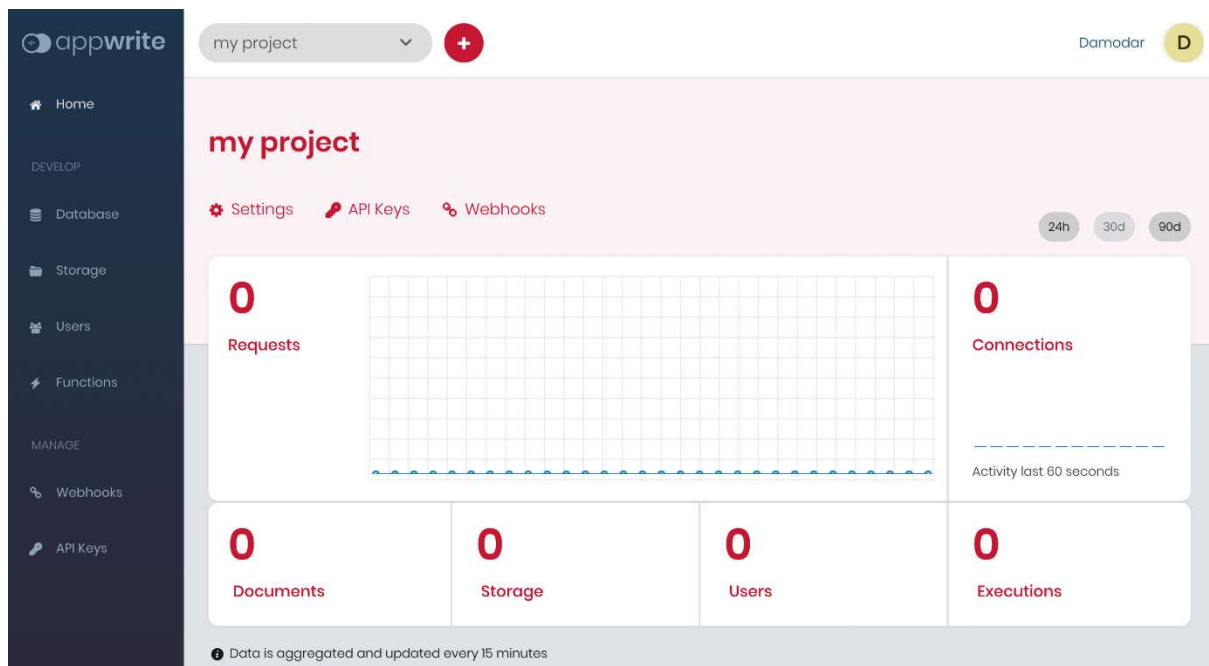 appwrite
my project
+
Damodar
D
Home
DEVELOP
Database
Storage
Users
Functions
MANAGE
Webhooks
API Keys
my project
Settings
API Keys
Webhooks
24h
30d
90d
0
Requests
0
Connections
Activity last 60 seconds
0
Documents
0
Storage
0
Users
0
Executions
Data is aggregated and updated every 15 minutes